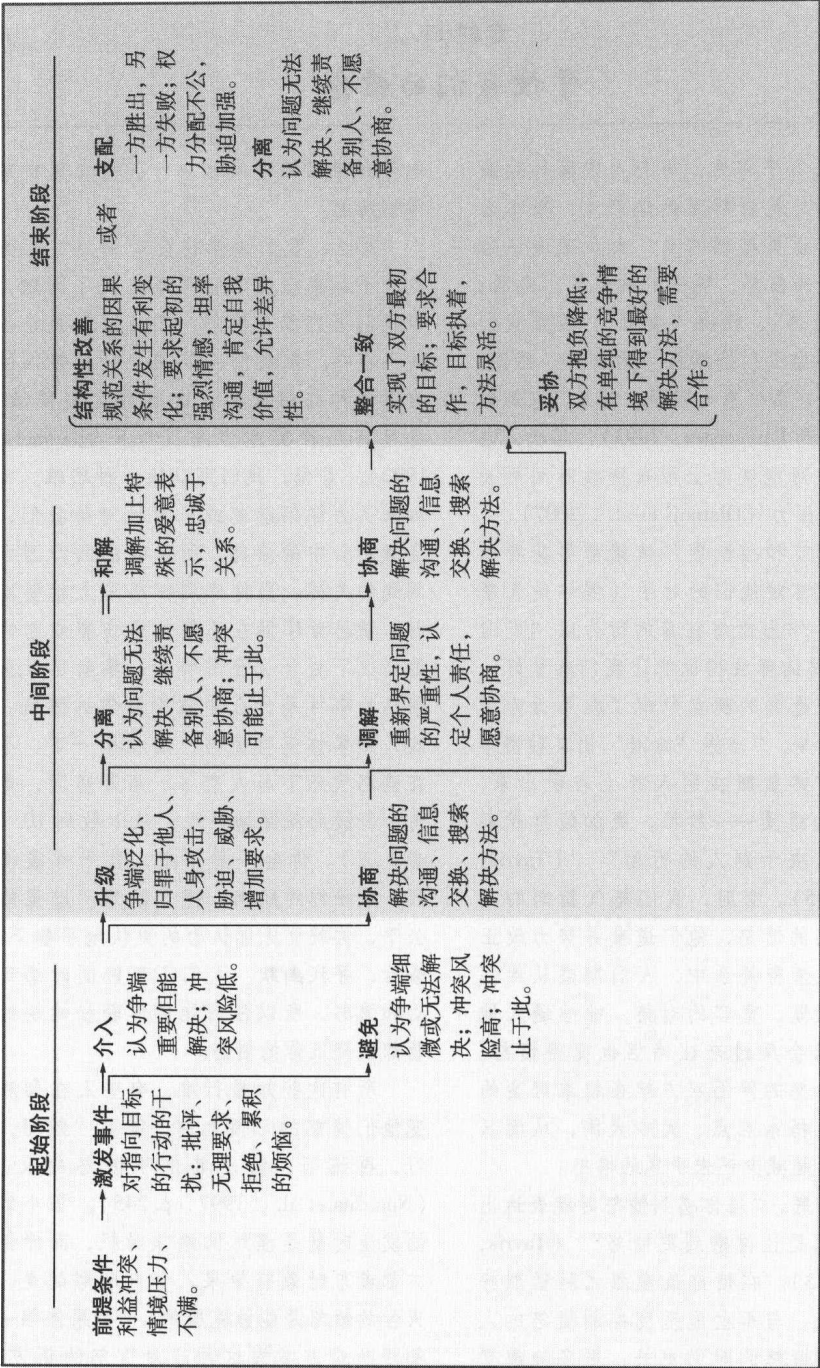 起始阶段
前提条件
利益冲突、
情境压力、
不满。
激发事件
对指向目标
的行动的干
扰；批评、
无理要求、
拒绝、累积
的烦恼。
介入
认为争端
重要但能
解决；冲
突风险低。
避免
认为争端细
微或无法解
决；冲突风
险高；冲突
止于此。
中间阶段
升级
争端泛化、
归罪于他人、
人身攻击、
胁迫、威胁、
增加要求。
协商
解决问题的
沟通、信息
交换、搜索
解决方法。
分离
认为问题无法
解决、继续责
备别人、不愿
意协商；冲突
可能止于此。
调解
重新界定问题
的严重性，认
定个人责任，
愿意协商。
和解
调解加上特
殊的爱意表
示，忠诚于
关系。
协商
解决问题的
沟通、信息
交换、搜索
解决方法。
结束阶段
结构性改善
规范关系的因果
条件发生有利变
化；要求起初的
强烈情感、坦率
沟通，肯定自我
价值，允许差异
性。
整合一致
实现了双方最初
的目标；要求合
作，目标执着，
方法灵活。
妥协
双方抱负降低；
在单纯的竞争情
境下得到最好的
解决方法、需要
合作。
或者
支配
一方胜出，另
一方失败；权
力分配不公，
胁迫加强。
分离
认为问题无法
解决、继续责
备别人、不愿
意协商。